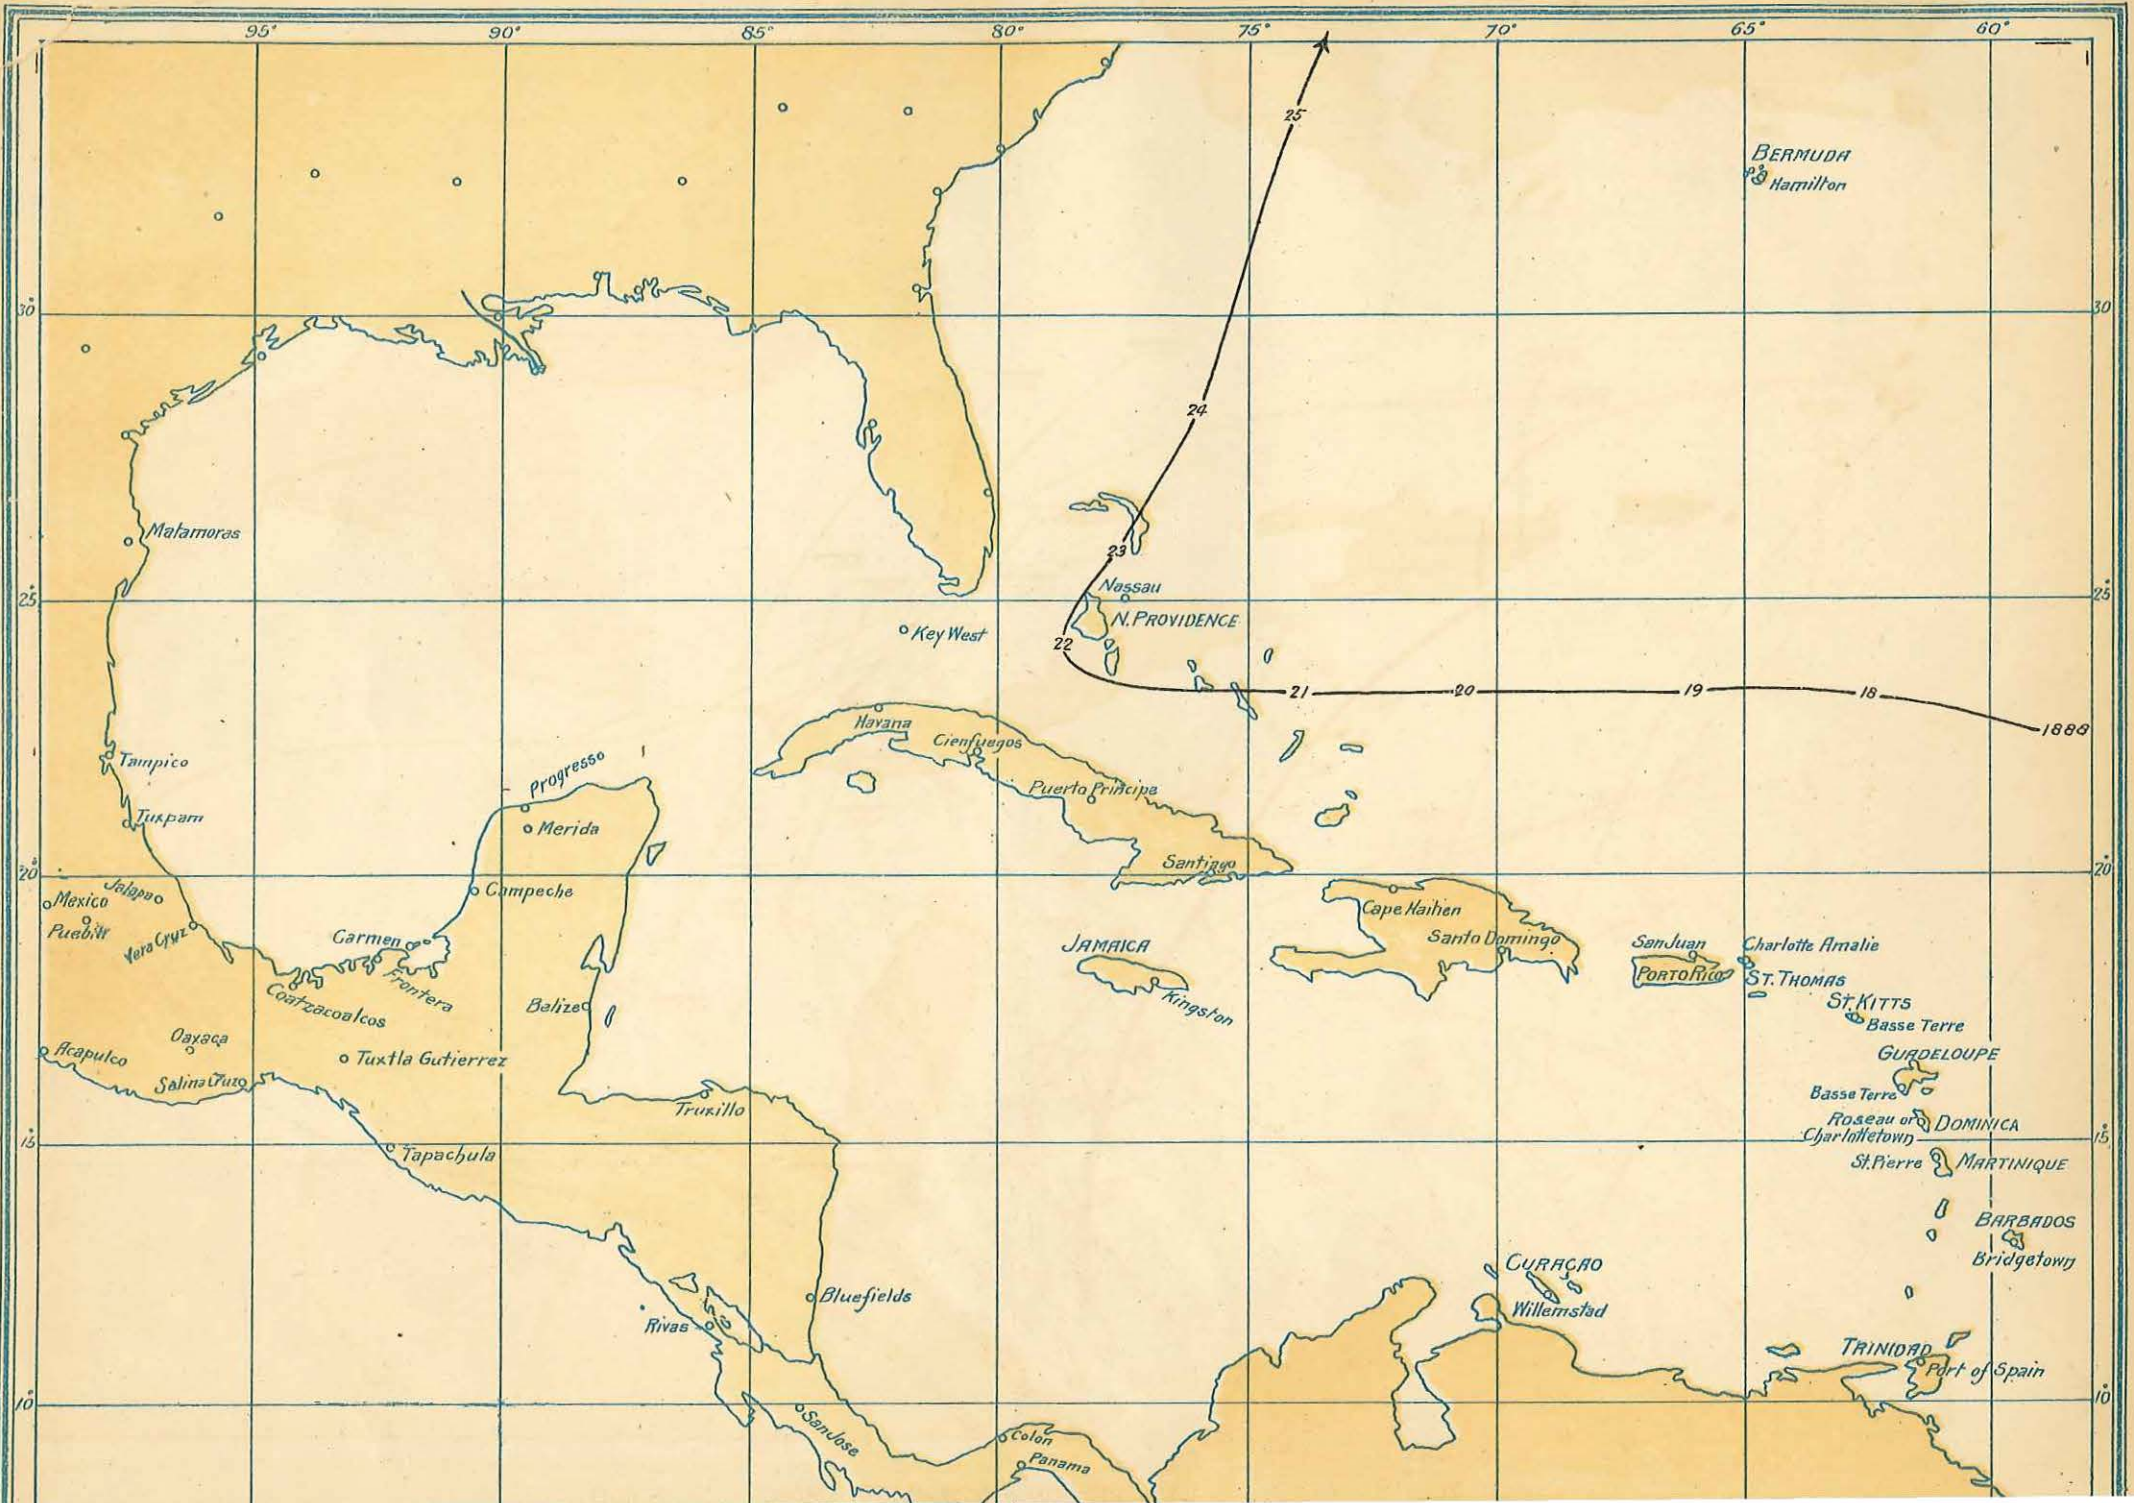 95° 90° 85° 80° 75° 70° 65° 60°
25
BERMUDA
Hamilton
30° 30°
24
Matamoras
23
Nassau
25° 25°
N. PROVIDENCE
Key West
22
21 20 19 18
1888
Havana
Cienfuegos
Tampico
Progresso
Puerto Principe
Tuxpam
Merida
Santiago
20° 20°
Campeche
Jalapa
Mexico
Cape Haitien
Vera Cruz
Carmen
Santo Domingo
JAMAICA
San Juan
Charlotte Amalie
PORTO RICO
ST. THOMAS
Frontera
Coatzacoalcos
Kingston
Belize
ST. KITTS
Basse Terre
Oaxaca
Acapulco
Tuxtla Gutierrez
GUADELOUPE
Salina Cruz
Basse Terre
Truxillo
Roseau or
Charlottetown
DOMINICA
15° 15°
Tapachula
St. Pierre
MARTINIQUE
BARBADOS
Bridgetown
CURAÇAO
Willemstad
Bluefields
Rivas
TRINIDAD
Port of Spain
10° 10°
San Jose
Colon
Panama